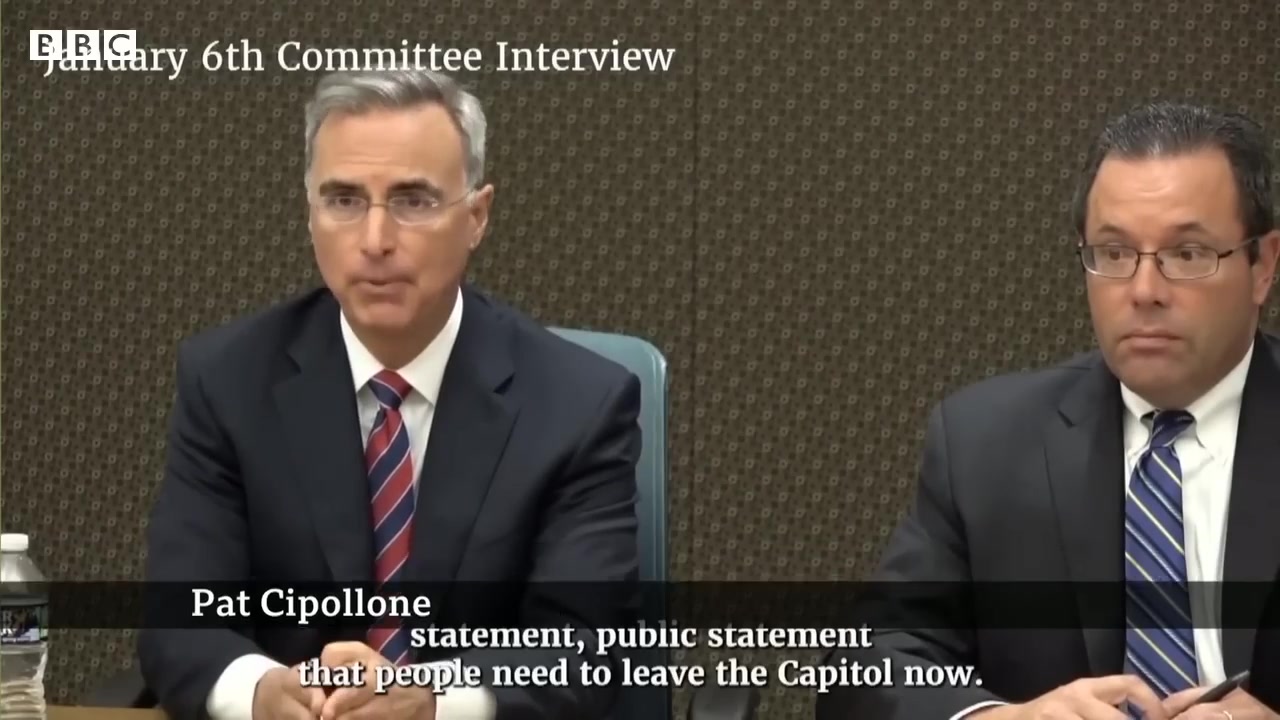 BBC
January 6th Committee Interview
Pat Cipollone
statement, public statement
that people need to leave the Capitol now.